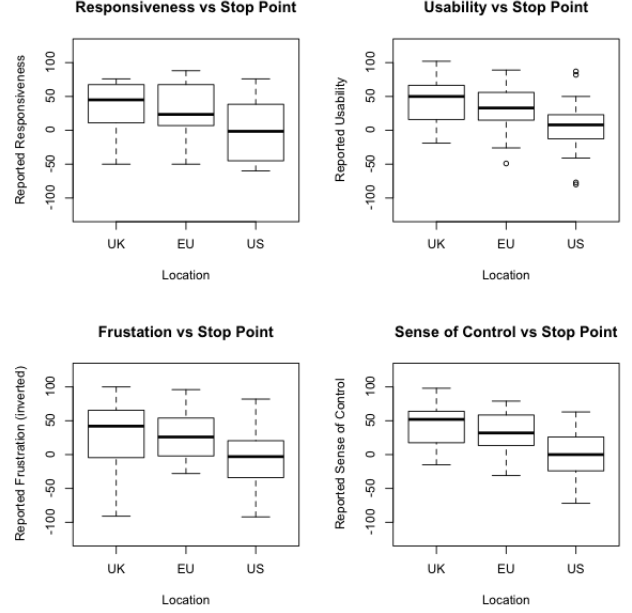 Responsiveness vs Stop Point
Reported Responsiveness
100
50
0
-50
-100
UK EU US
Location
Usability vs Stop Point
Reported Usability
100
50
0
-50
-100
UK EU US
Location
Frustation vs Stop Point
Reported Frustration (inverted)
100
50
0
-50
-100
UK EU US
Location
Sense of Control vs Stop Point
Reported Sense of Control
100
50
0
-50
-100
UK EU US
Location